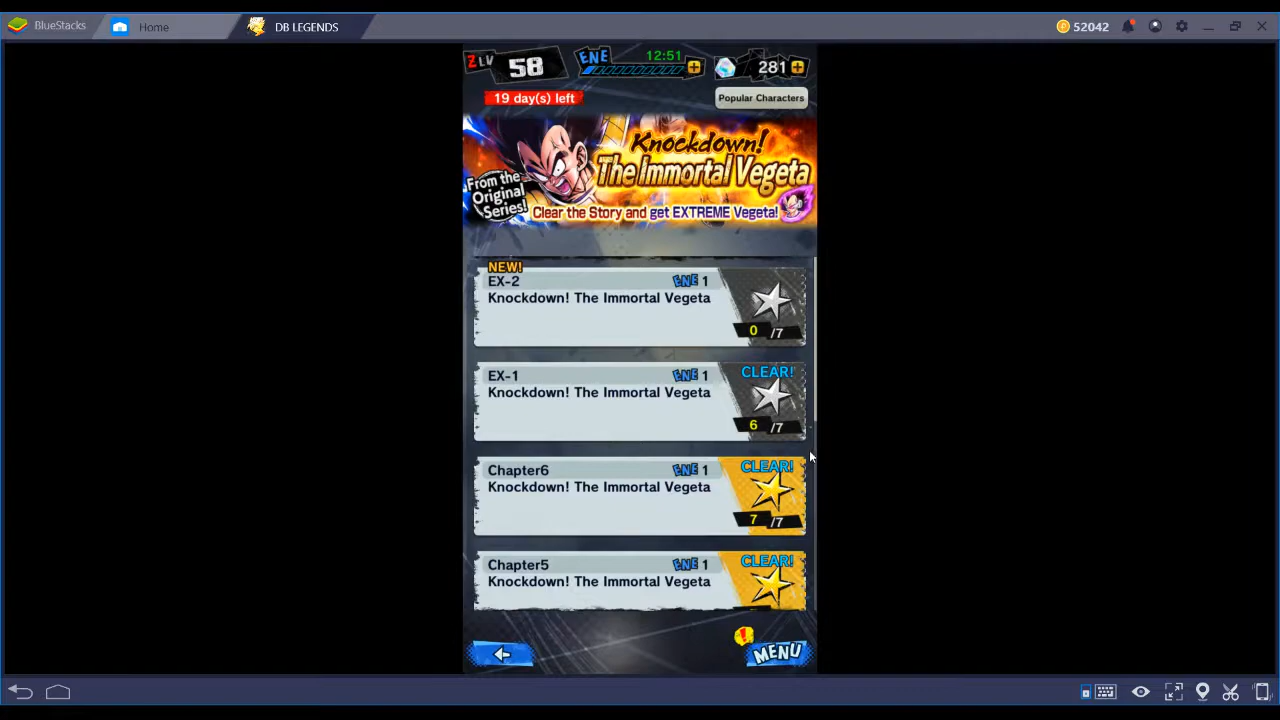 BlueStacks
Home
DB LEGENDS
52042
Z LV 58
ENE 12:51
281
19 day(s) left
Popular Characters
From the Original Series!
Knockdown!
The Immortal Vegeta
Clear the Story and get EXTREME Vegeta!
NEW!
EX-2 ENE 1
Knockdown! The Immortal Vegeta
0 /7
EX-1 ENE 1 CLEAR!
Knockdown! The Immortal Vegeta
6 /7
Chapter6 ENE 1 CLEAR!
Knockdown! The Immortal Vegeta
7 /7
Chapter5 ENE 1 CLEAR!
Knockdown! The Immortal Vegeta
!
MENU